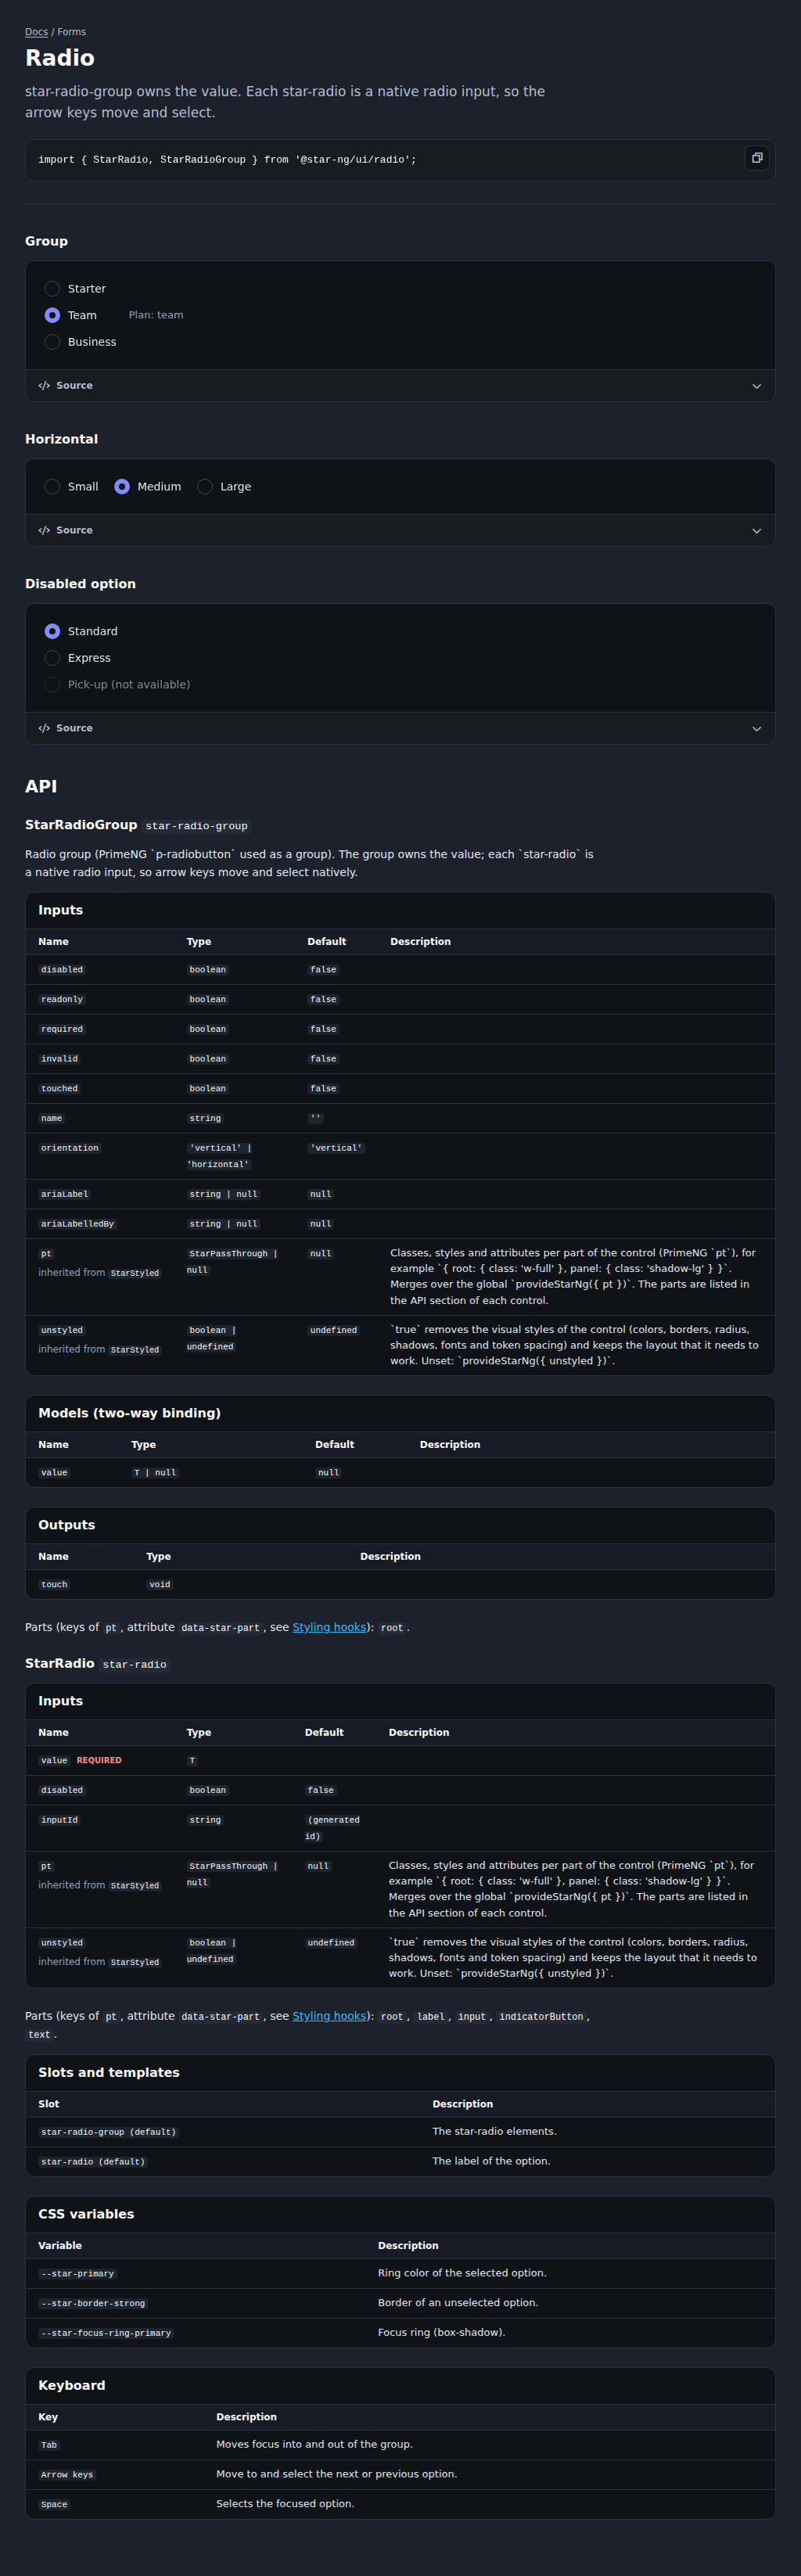 Docs / Forms
Radio
star-radio-group owns the value. Each star-radio is a native radio input, so the
arrow keys move and select.
import { StarRadio, StarRadioGroup } from '@star-ng/ui/radio';
Group
Starter
Team Plan: team
Business
</> Source
Horizontal
Small Medium Large
</> Source
Disabled option
Standard
Express
Pick-up (not available)
</> Source
API
StarRadioGroup star-radio-group
Radio group (PrimeNG `p-radiobutton` used as a group). The group owns the value; each `star-radio` is
a native radio input, so arrow keys move and select natively.
Inputs
Name Type Default Description
disabled boolean false
readonly boolean false
required boolean false
invalid boolean false
touched boolean false
name string ''
orientation 'vertical' | 'vertical'
'horizontal'
ariaLabel string | null null
ariaLabelledBy string | null null
pt StarPassThrough | null Classes, styles and attributes per part of the control (PrimeNG `pt`), for
inherited from StarStyled null example `{ root: { class: 'w-full' }, panel: { class: 'shadow-lg' } }`.
Merges over the global `provideStarNg({ pt })`. The parts are listed in
the API section of each control.
unstyled boolean | undefined `true` removes the visual styles of the control (colors, borders, radius,
inherited from StarStyled undefined shadows, fonts and token spacing) and keeps the layout that it needs to
work. Unset: `provideStarNg({ unstyled })`.
Models (two-way binding)
Name Type Default Description
value T | null null
Outputs
Name Type Description
touch void
Parts (keys of pt, attribute data-star-part, see Styling hooks): root.
StarRadio star-radio
Inputs
Name Type Default Description
value REQUIRED T
disabled boolean false
inputId string (generated
id)
pt StarPassThrough | null Classes, styles and attributes per part of the control (PrimeNG `pt`), for
inherited from StarStyled null example `{ root: { class: 'w-full' }, panel: { class: 'shadow-lg' } }`.
Merges over the global `provideStarNg({ pt })`. The parts are listed in
the API section of each control.
unstyled boolean | undefined `true` removes the visual styles of the control (colors, borders, radius,
inherited from StarStyled undefined shadows, fonts and token spacing) and keeps the layout that it needs to
work. Unset: `provideStarNg({ unstyled })`.
Parts (keys of pt, attribute data-star-part, see Styling hooks): root, label, input, indicatorButton,
text.
Slots and templates
Slot Description
star-radio-group (default) The star-radio elements.
star-radio (default) The label of the option.
CSS variables
Variable Description
--star-primary Ring color of the selected option.
--star-border-strong Border of an unselected option.
--star-focus-ring-primary Focus ring (box-shadow).
Keyboard
Key Description
Tab Moves focus into and out of the group.
Arrow keys Move to and select the next or previous option.
Space Selects the focused option.